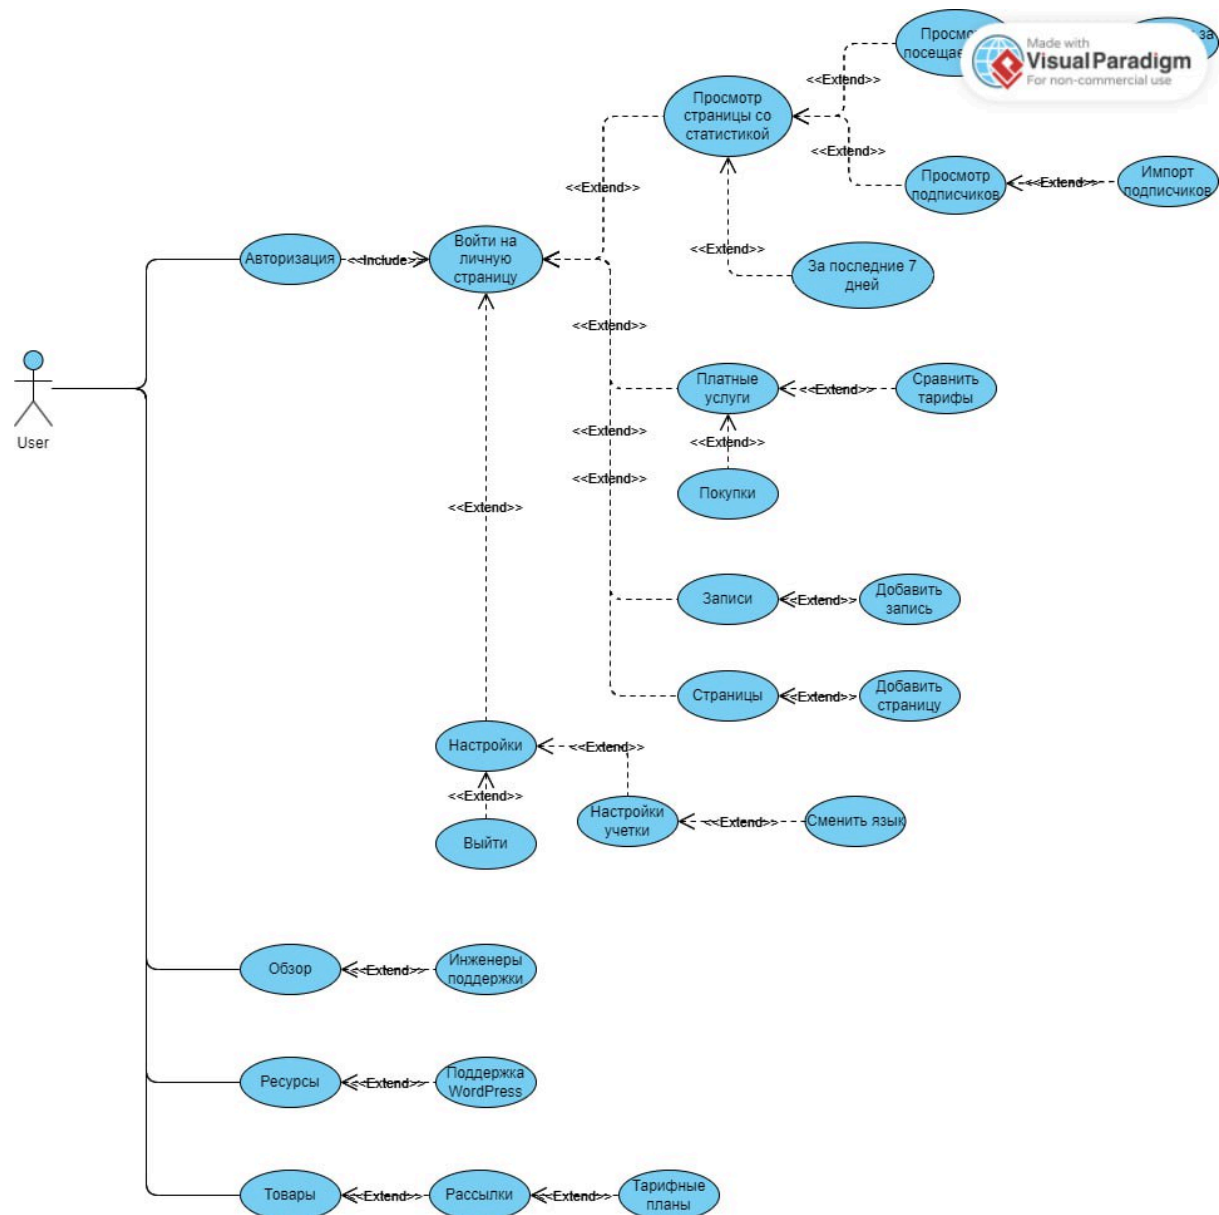 Просмотр
за
Made with
VisualParadigm
For non-commercial use
<<Extend>>
Просмотр
страницы со
статистикой
<<Extend>>
Просмотр
подписчиков
<<Extend>>
Импорт
подписчиков
<<Extend>>
Авторизация
<<Include>>
Войти на
личную
страницу
<<Extend>>
За последние 7
дней
<<Extend>>
User
Платные
услуги
<<Extend>>
Сравнить
тарифы
<<Extend>>
<<Extend>>
<<Extend>>
Покупки
<<Extend>>
Записи
<<Extend>>
Добавить
запись
Страницы
<<Extend>>
Добавить
страницу
Настройки
<<Extend>>
<<Extend>>
Настройки
учетки
<<Extend>>
Сменить язык
Выйти
Обзор
<<Extend>>
Инженеры
поддержки
Ресурсы
<<Extend>>
Поддержка
WordPress
Товары
<<Extend>>
Рассылки
<<Extend>>
Тарифные
планы